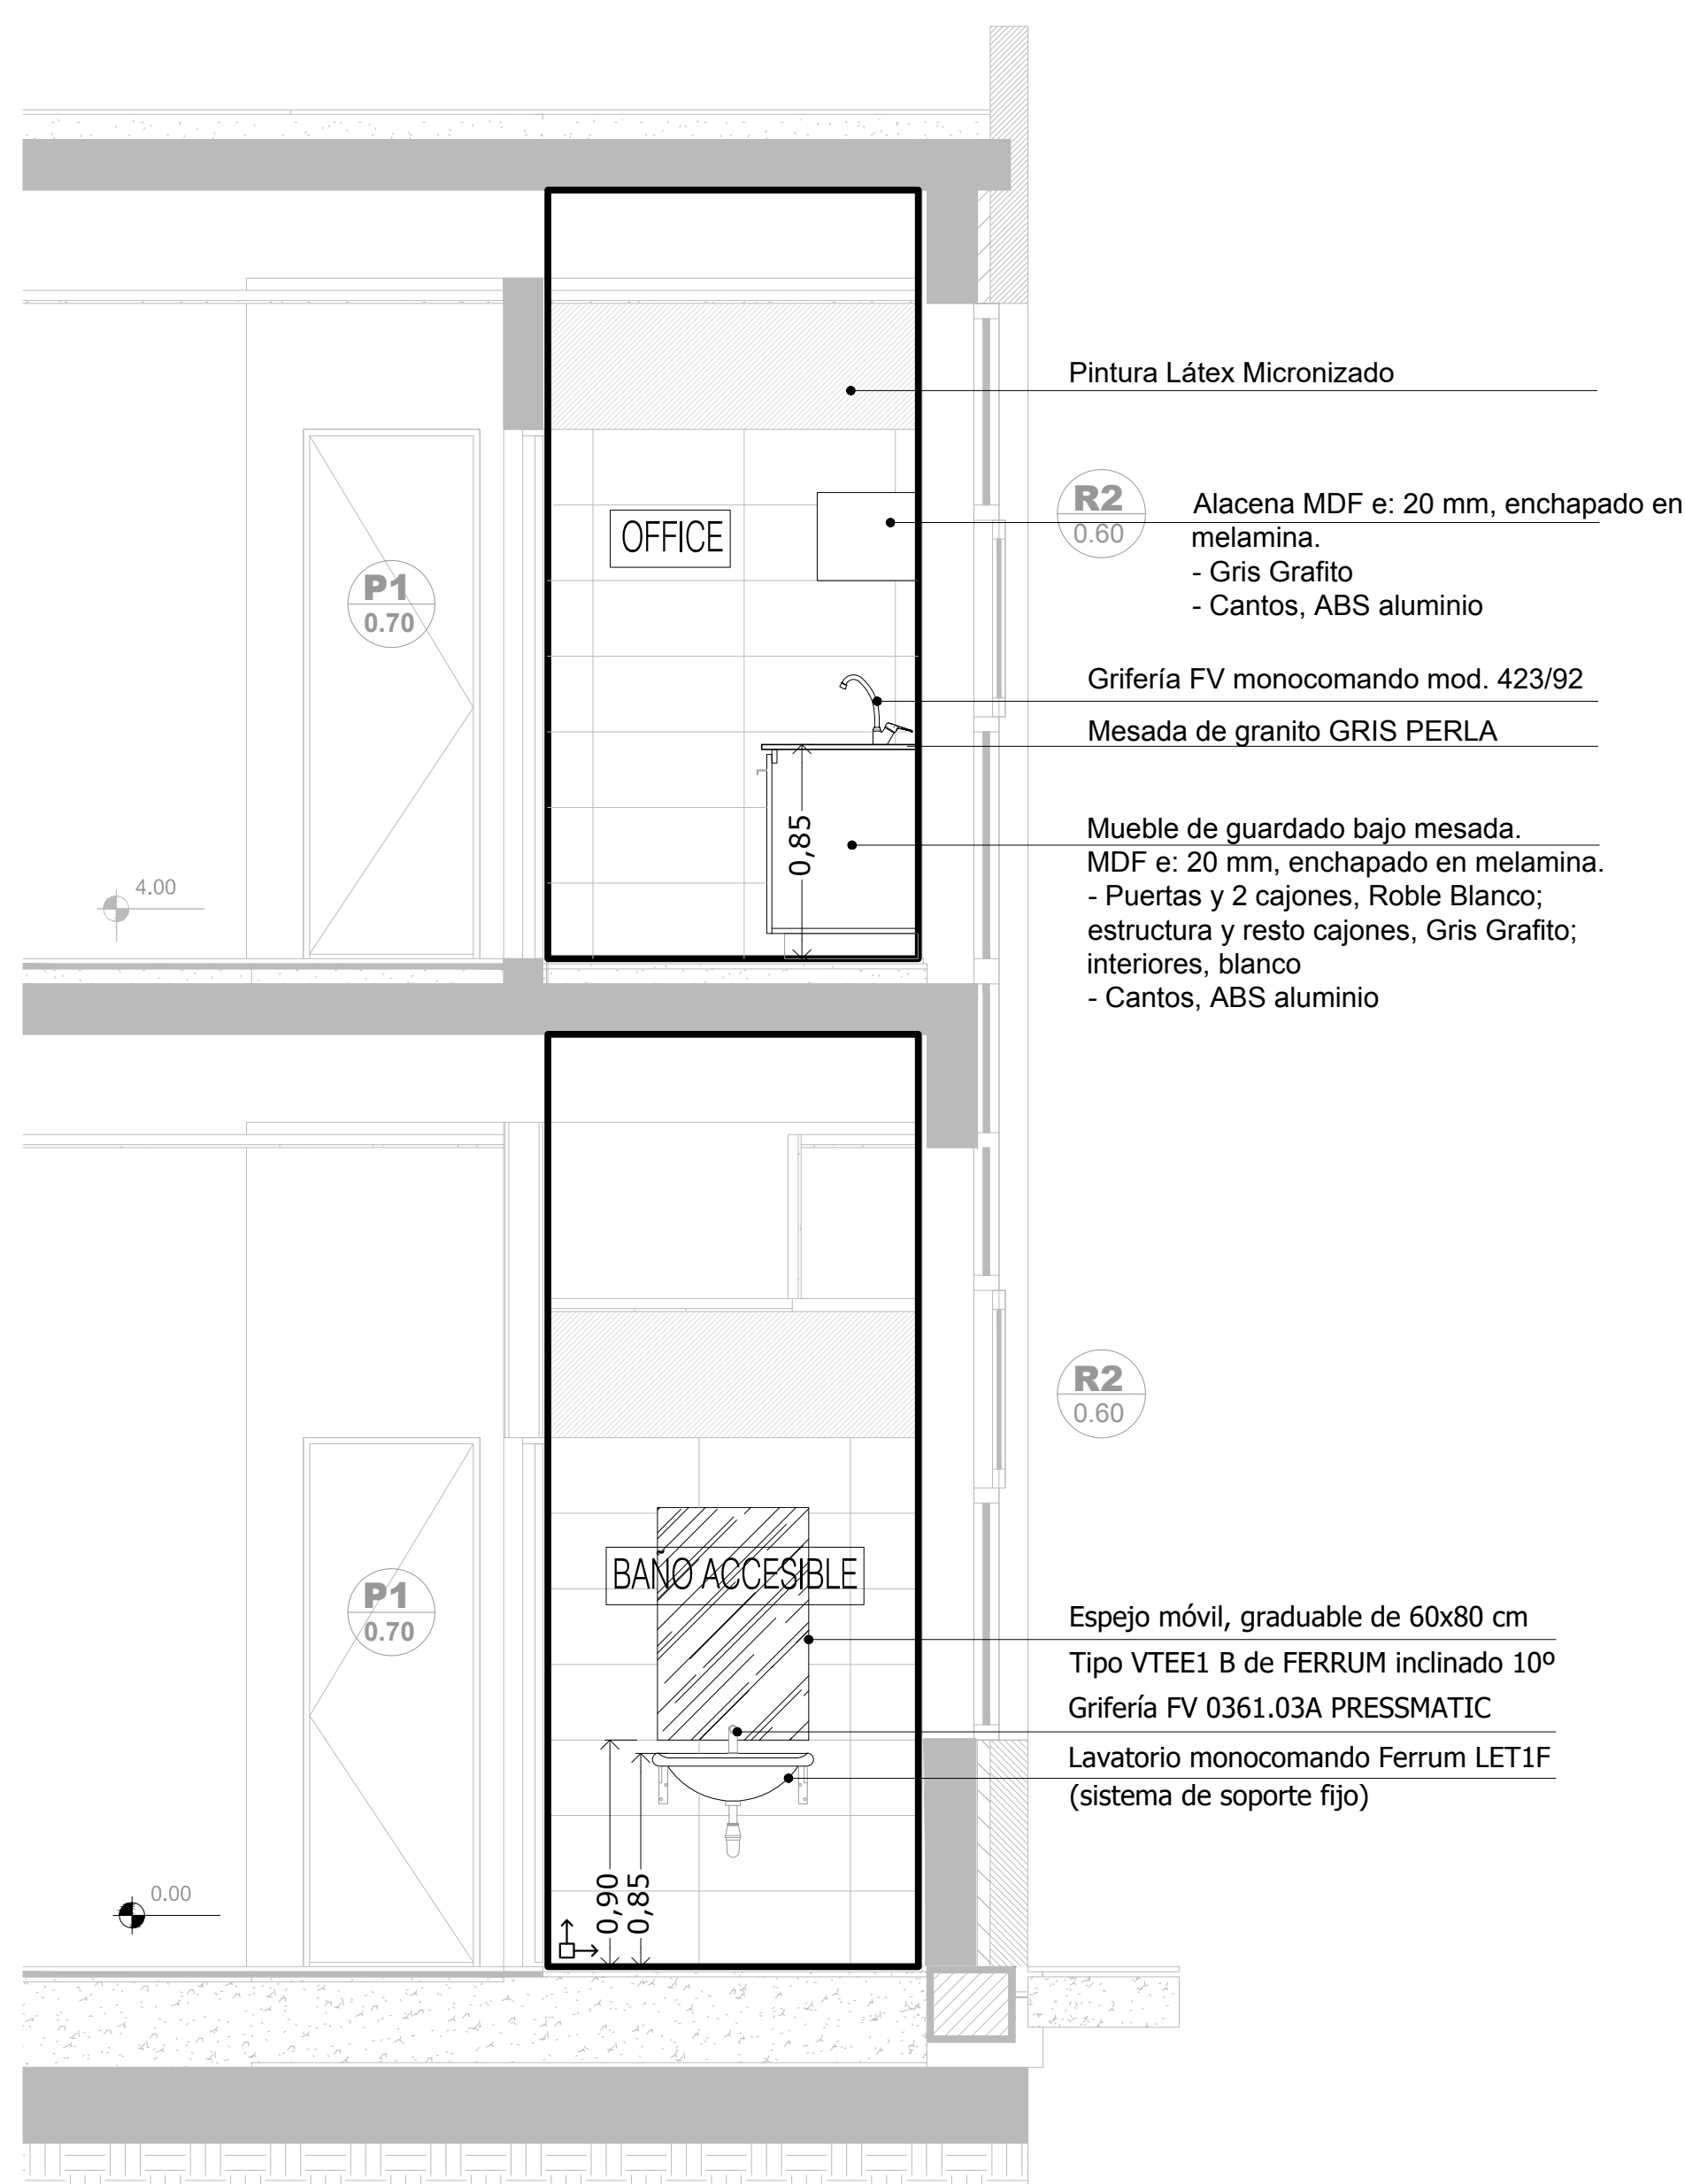 Pintura Látex Micronizado
R2
0.60
Alacena MDF e: 20 mm, enchapado en
melamina.
- Gris Grafito
- Cantos, ABS aluminio
OFFICE
P1
0.70
Grifería FV monocomando mod. 423/92
Mesada de granito GRIS PERLA
0,85
Mueble de guardado bajo mesada.
MDF e: 20 mm, enchapado en melamina.
- Puertas y 2 cajones, Roble Blanco;
estructura y resto cajones, Gris Grafito;
interiores, blanco
- Cantos, ABS aluminio
4.00
R2
0.60
BAÑO ACCESIBLE
P1
0.70
Espejo móvil, graduable de 60x80 cm
Tipo VTEE1 B de FERRUM inclinado 10º
Grifería FV 0361.03A PRESSMATIC
Lavatorio monocomando Ferrum LET1F
(sistema de soporte fijo)
0,90
0,85
0.00